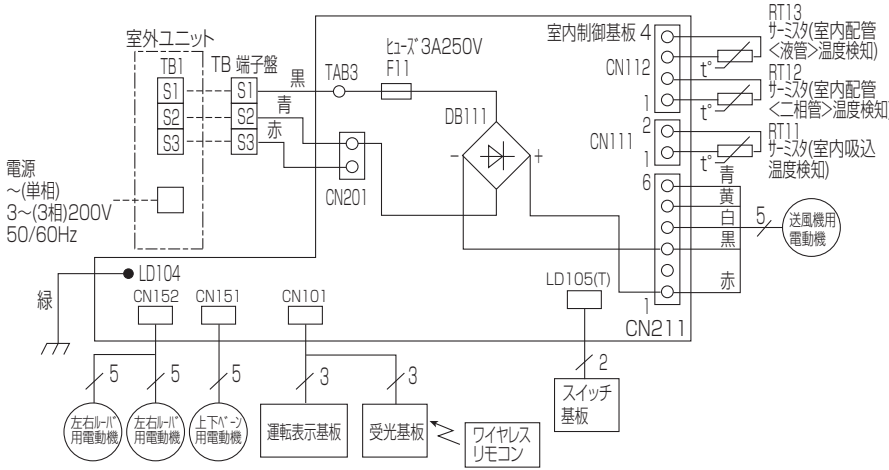 室外ユニット
TB1
S1
S2
S3
TB 端子盤
S1
S2
S3
黒
青
赤
TAB3
ヒューズ3A250V
F11
CN201
DB111
-
+
電源
～(単相)
3～(3相)200V
50/60Hz
緑
LD104
CN152
CN151
CN101
LD105(T)
室内制御基板
4
CN112
1
2
CN111
1
6
1
CN211
t°
t°
t°
RT13
サーミスタ(室内配管
<液管>温度検知)
RT12
サーミスタ(室内配管
<二相管>温度検知)
RT11
サーミスタ(室内吸込
温度検知)
青
黄
白
黒
赤
5
送風機用
電動機
5
5
5
3
3
2
左右ルーバ
用電動機
左右ルーバ
用電動機
上下ベーン
用電動機
運転表示基板
受光基板
ワイヤレス
リモコン
スイッチ
基板